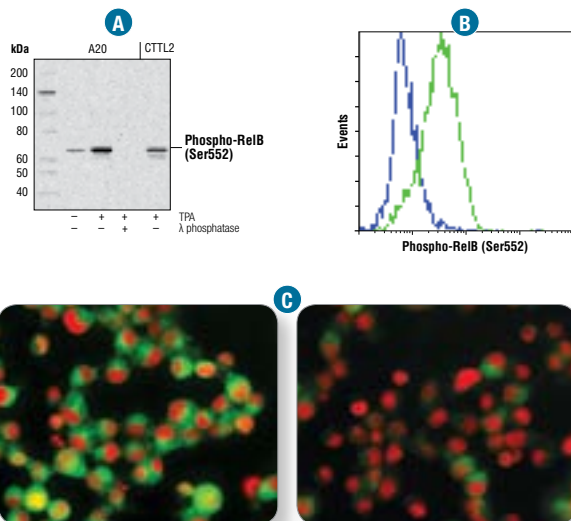 A
kDa
A20
CTTL2
200
140
100
80
60
50
40
Phospho-RelB
(Ser552)
– + + + TPA
– – + – λ phosphatase
B
Events
Phospho-RelB (Ser552)
C